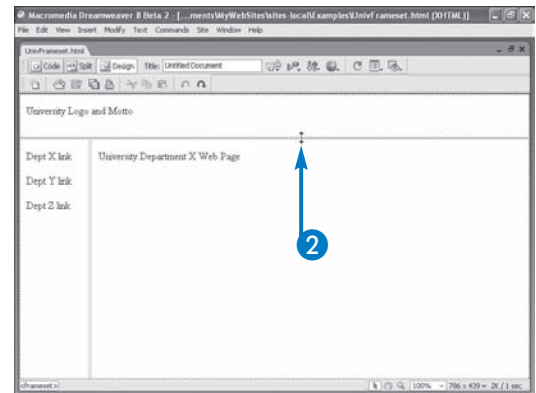 Macromedia Dreamweaver 8 Beta 2 - [...ments\MyWebSites\sites-local\Examples\UnivFrameset.html (XHTML)]
File Edit View Insert Modify Text Commands Site Window Help
UnivFrameset.html
Code Split Design Title: Untitled Document
University Logo and Motto
Dept X link University Department X Web Page
Dept Y link
Dept Z link
2
<frameset> 100% 786 x 439 2K / 1 sec